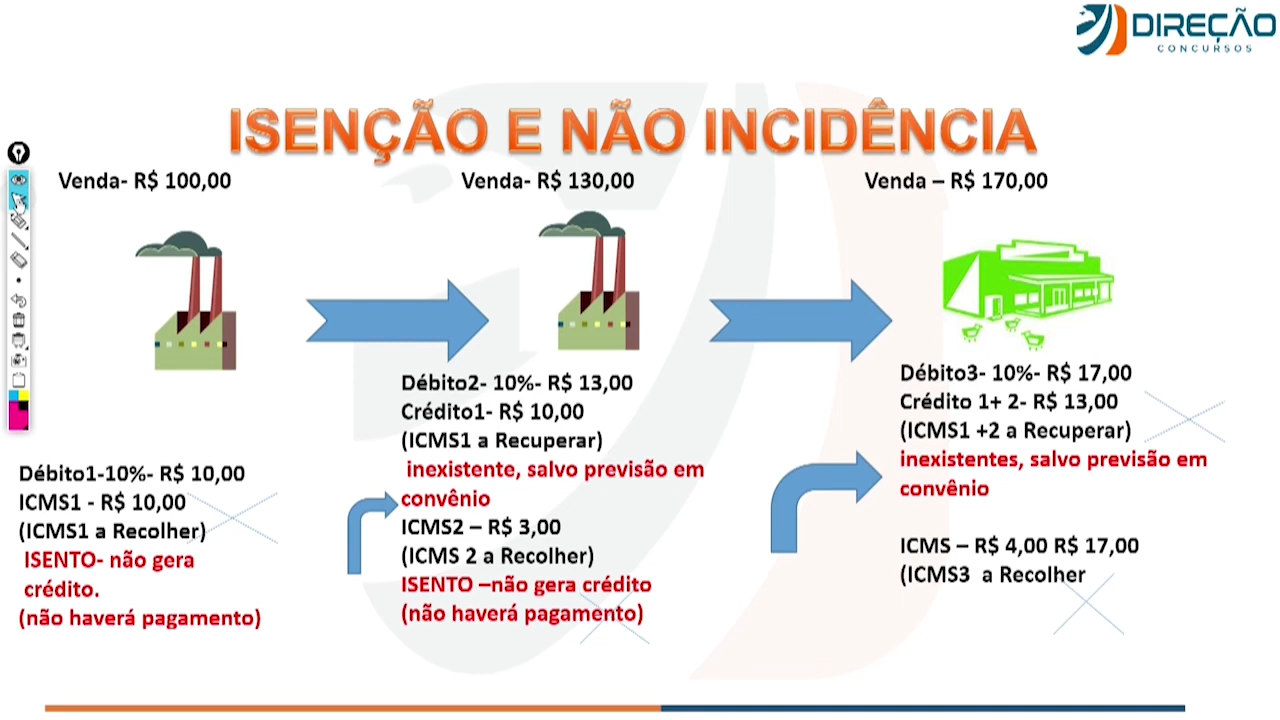 DIREÇÃO
CONCURSOS
ISENÇÃO E NÃO INCIDÊNCIA
Venda- R$ 100,00
Venda- R$ 130,00
Venda – R$ 170,00
Débito1-10%- R$ 10,00
ICMS1 - R$ 10,00
(ICMS1 a Recolher)
ISENTO- não gera
crédito.
(não haverá pagamento)
Débito2- 10%- R$ 13,00
Crédito1- R$ 10,00
(ICMS1 a Recuperar)
inexistente, salvo previsão em
convênio
ICMS2 – R$ 3,00
(ICMS 2 a Recolher)
ISENTO –não gera crédito
(não haverá pagamento)
Débito3- 10%- R$ 17,00
Crédito 1+ 2- R$ 13,00
(ICMS1 +2 a Recuperar)
inexistentes, salvo previsão em
convênio
ICMS – R$ 4,00 R$ 17,00
(ICMS3 a Recolher